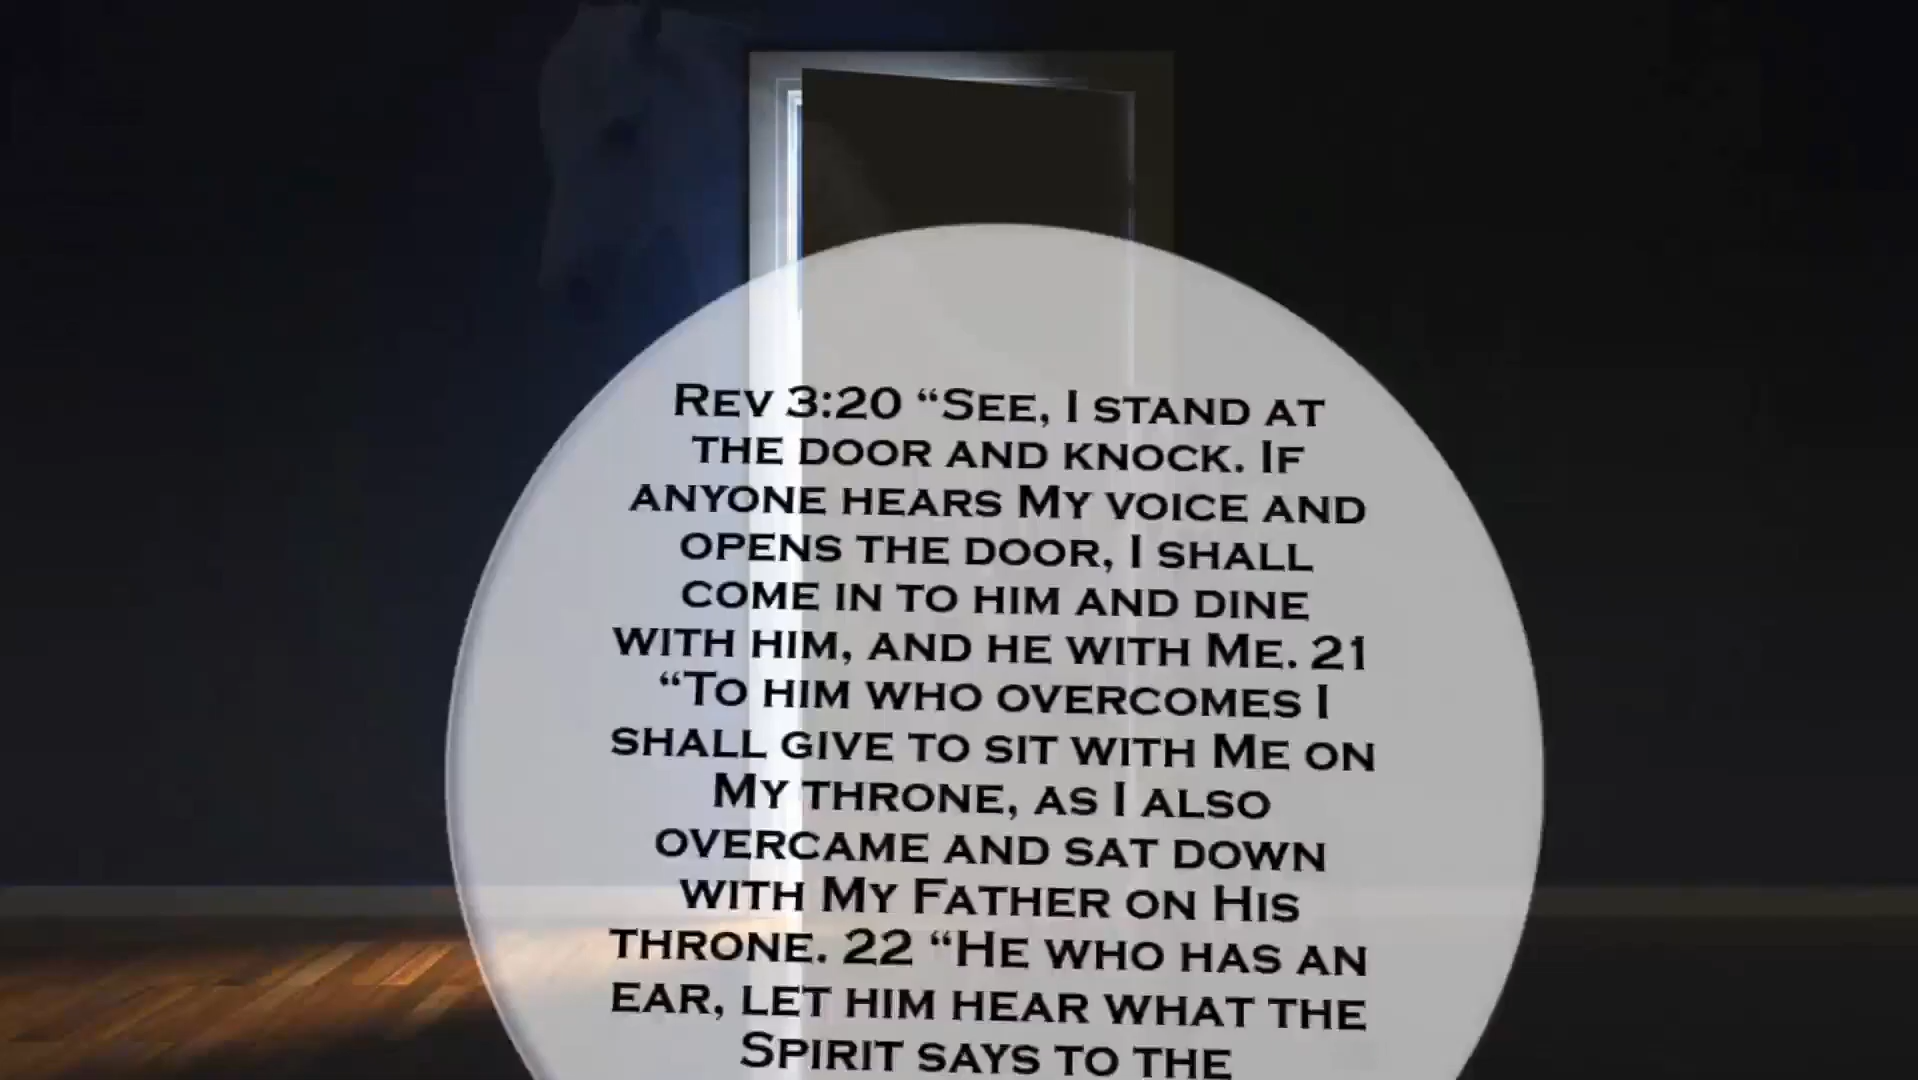 Rev 3:20 “See, I stand at
the door and knock. If
anyone hears My voice and
opens the door, I shall
come in to him and dine
with him, and he with Me. 21
“To him who overcomes I
shall give to sit with Me on
My throne, as I also
overcame and sat down
with My Father on His
throne. 22 “He who has an
ear, let him hear what the
Spirit says to the